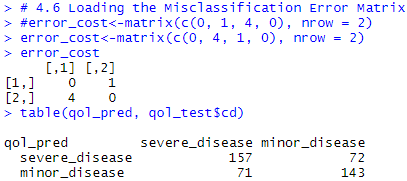 > # 4.6 Loading the Misclassification Error Matrix
> #error_cost<-matrix(c(0, 1, 4, 0), nrow = 2)
> error_cost<-matrix(c(0, 4, 1, 0), nrow = 2)
> error_cost
     [,1] [,2]
[1,]    0    1
[2,]    4    0
> table(qol_pred, qol_test$cd)
qol_pred         severe_disease minor_disease
  severe_disease            157            72
  minor_disease              71           143